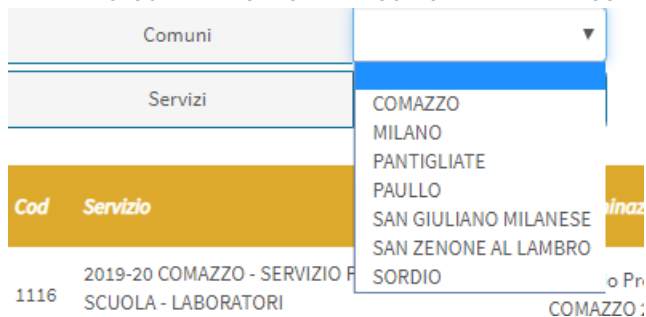 Comuni
Servizi
COMAZZO
MILANO
PANTIGLIATE
PAULLO
SAN GIULIANO MILANESE
SAN ZENONE AL LAMBRO
SORDIO
Cod Servizio
1116 2019-20 COMAZZO - SERVIZIO
SCUOLA - LABORATORI
COMAZZO